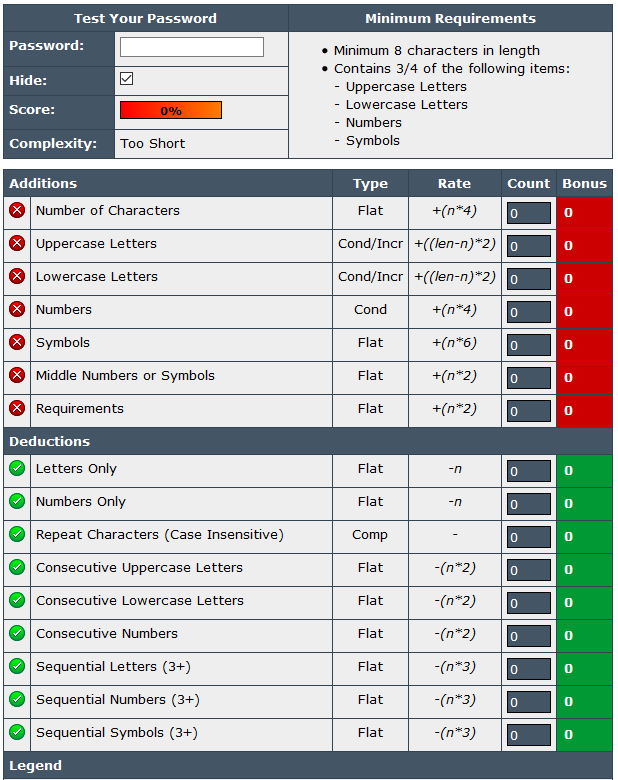 Test Your Password Minimum Requirements
Password:
• Minimum 8 characters in length
• Contains 3/4 of the following items:
Hide:
- Uppercase Letters
- Lowercase Letters
Score: 0%
- Numbers
Complexity: Too Short
- Symbols
Additions Type Rate Count Bonus
Number of Characters Flat +(n*4) 0 0
Uppercase Letters Cond/Incr +((len-n)*2) 0 0
Lowercase Letters Cond/Incr +((len-n)*2) 0 0
Numbers Cond +(n*4) 0 0
Symbols Flat +(n*6) 0 0
Middle Numbers or Symbols Flat +(n*2) 0 0
Requirements Flat +(n*2) 0 0
Deductions
Letters Only Flat -n 0 0
Numbers Only Flat -n 0 0
Repeat Characters (Case Insensitive) Comp - 0 0
Consecutive Uppercase Letters Flat -(n*2) 0 0
Consecutive Lowercase Letters Flat -(n*2) 0 0
Consecutive Numbers Flat -(n*2) 0 0
Sequential Letters (3+) Flat -(n*3) 0 0
Sequential Numbers (3+) Flat -(n*3) 0 0
Sequential Symbols (3+) Flat -(n*3) 0 0
Legend